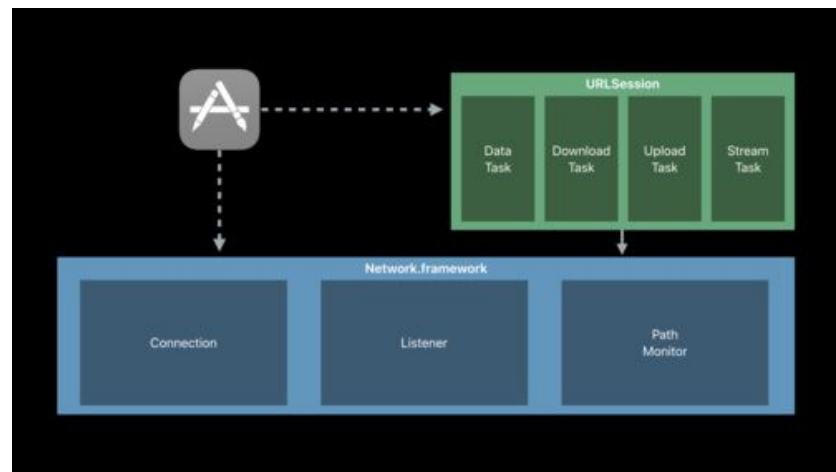 URLSession
Data
Task
Download
Task
Upload
Task
Stream
Task
Network.framework
Connection
Listener
Path
Monitor